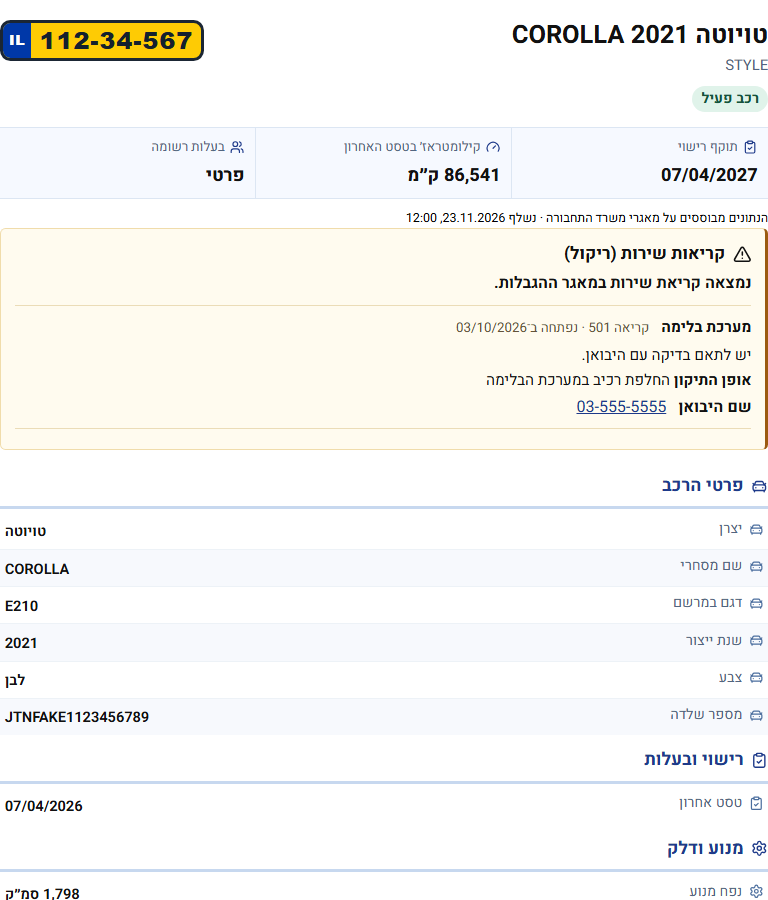 טויוטה COROLLA 2021
IL 112-34-567
STYLE
רכב פעיל
תוקף רישוי
07/04/2027
קילומטראז' בטסט האחרון
86,541 ק״מ
בעלות רשומה
פרטי
הנתונים מבוססים על מאגרי משרד התחבורה · נשלף 23.11.2026, 12:00
קריאות שירות (ריקול)
נמצאה קריאת שירות במאגר ההגבלות.
מערכת בלימה קריאה 501 · נפתחה ב־03/10/2026
יש לתאם בדיקה עם היבואן.
אופן התיקון החלפת רכיב במערכת הבלימה
שם היבואן 03-555-5555
פרטי הרכב
יצרן טויוטה
שם מסחרי COROLLA
דגם במרשם E210
שנת ייצור 2021
צבע לבן
מספר שלדה JTNFAKE1123456789
רישוי ובעלות
טסט אחרון 07/04/2026
מנוע ודלק
נפח מנוע 1,798 סמ״ק